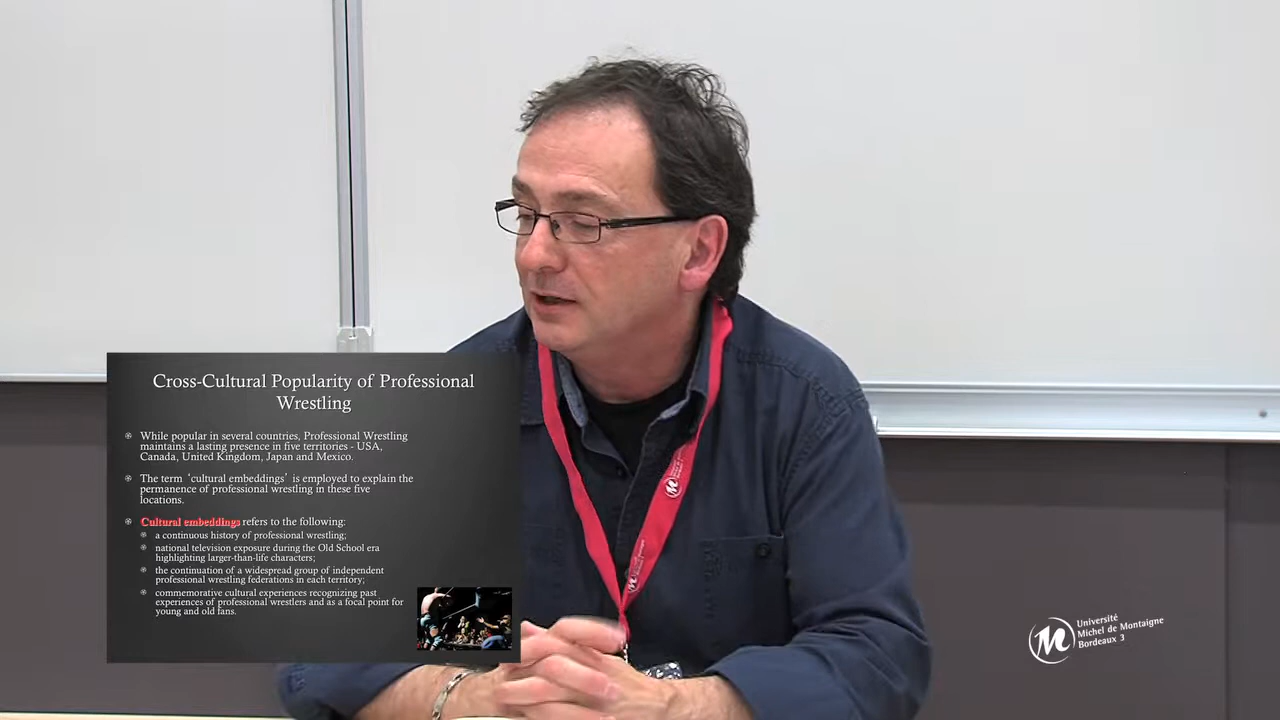 Cross-Cultural Popularity of Professional
Wrestling
While popular in several countries, Professional Wrestling
maintains a lasting presence in five territories - USA,
Canada, United Kingdom, Japan and Mexico.
The term 'cultural embeddings' is employed to explain the
permanence of professional wrestling in these five
locations.
Cultural embeddings refers to the following:
a continuous history of professional wrestling;
national television exposure during the Old School era
highlighting larger-than-life characters;
the continuation of a widespread group of independent
professional wrestling federations in each territory;
commemorative cultural experiences recognizing past
experiences of professional wrestlers and as a focal point for
young and old fans.
Université
Michel de Montaigne
Bordeaux 3